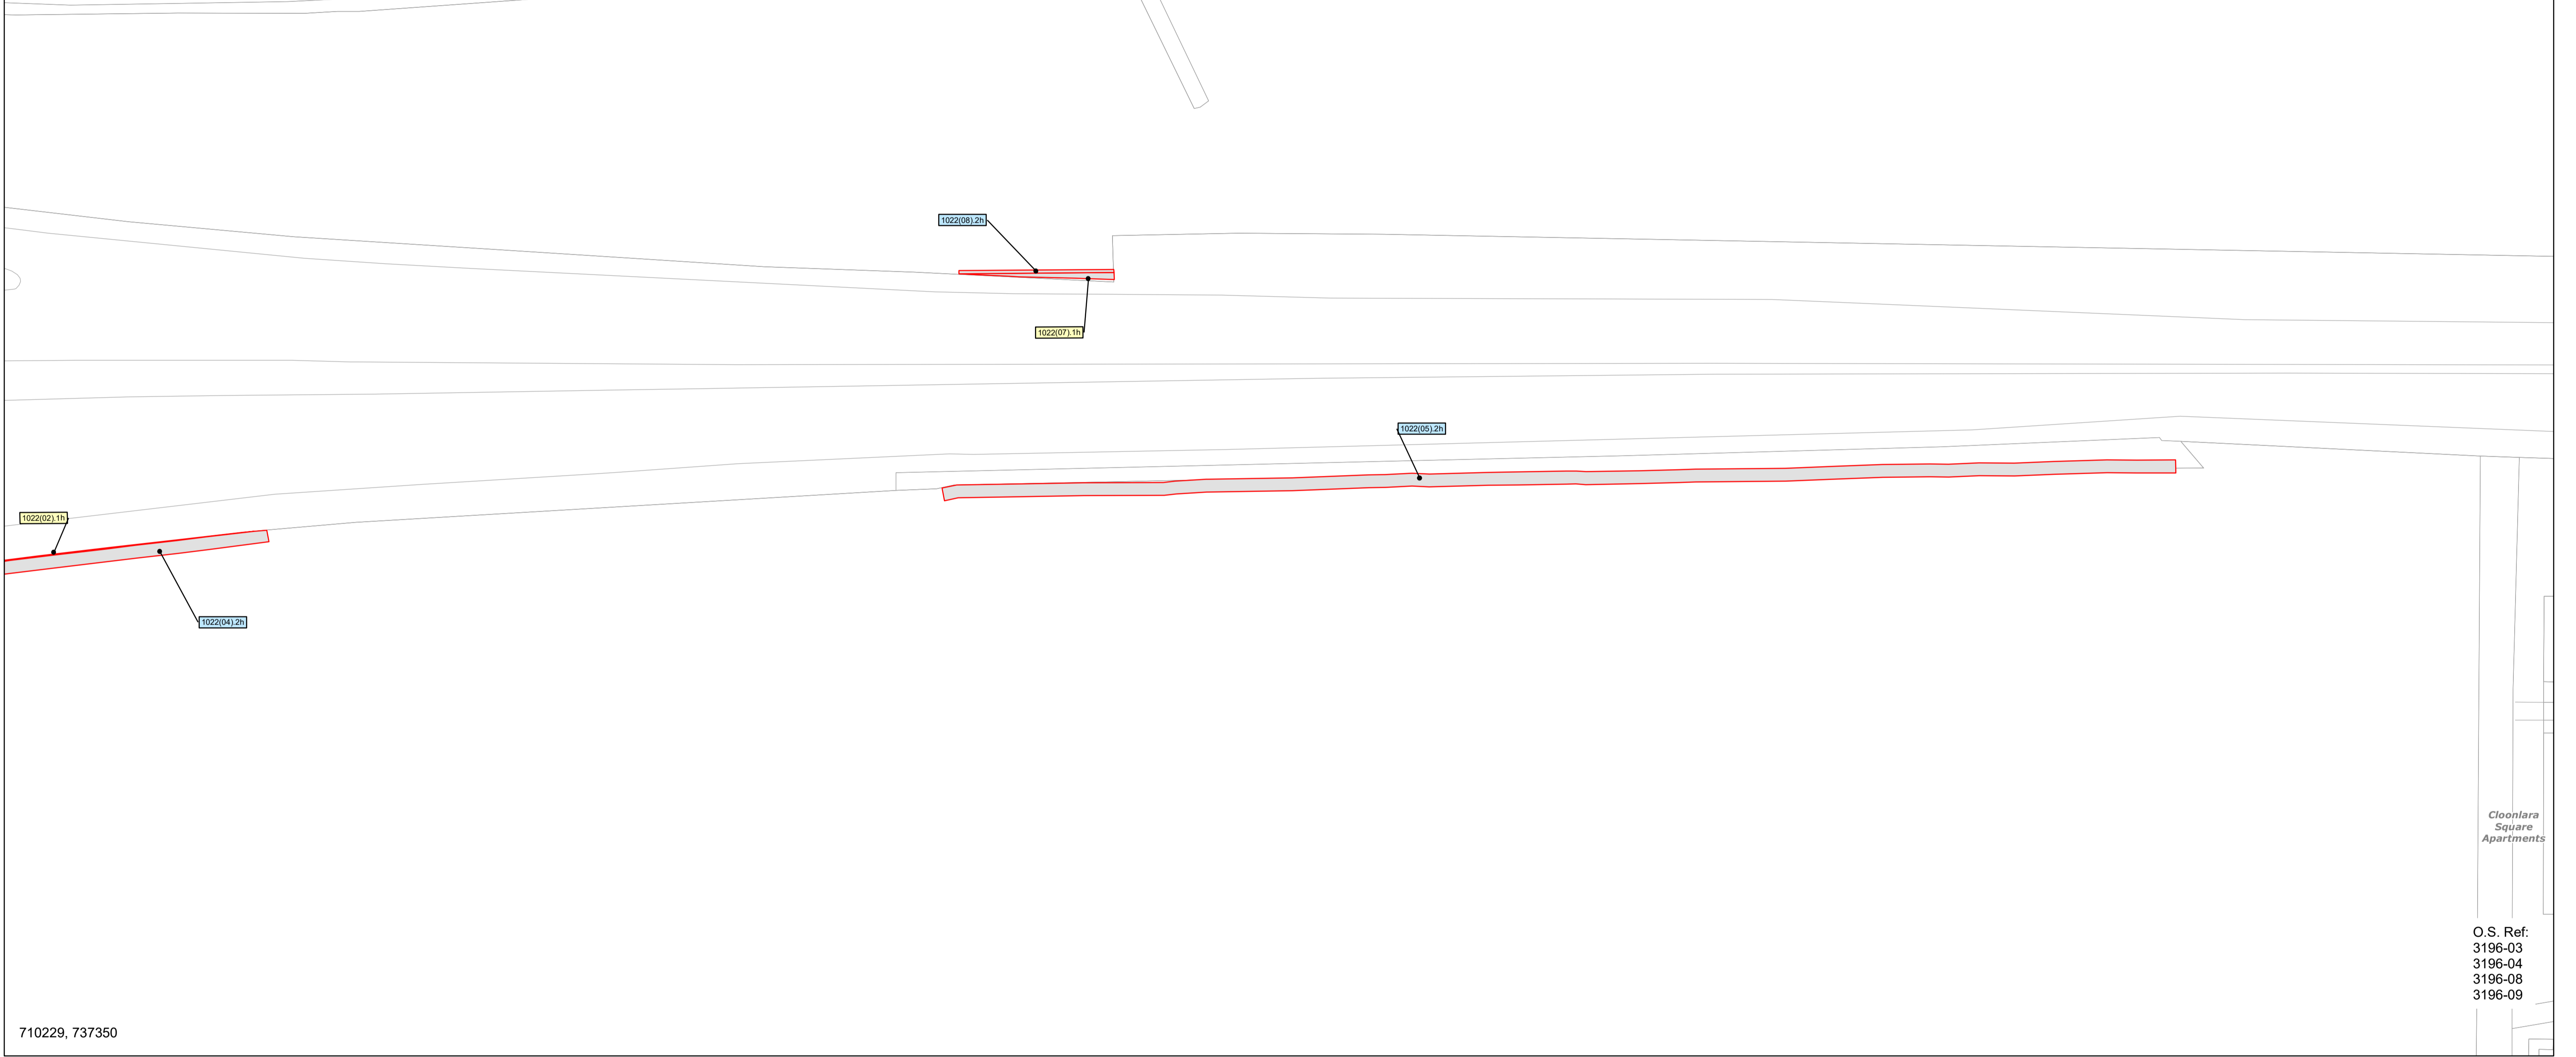 1022(08).2h
1022(07).1h
1022(05).2h
1022(02).1h
1022(04).2h
Cloonlara
Square
Apartments
O.S. Ref:
3196-03
3196-04
3196-08
3196-09
710229, 737350